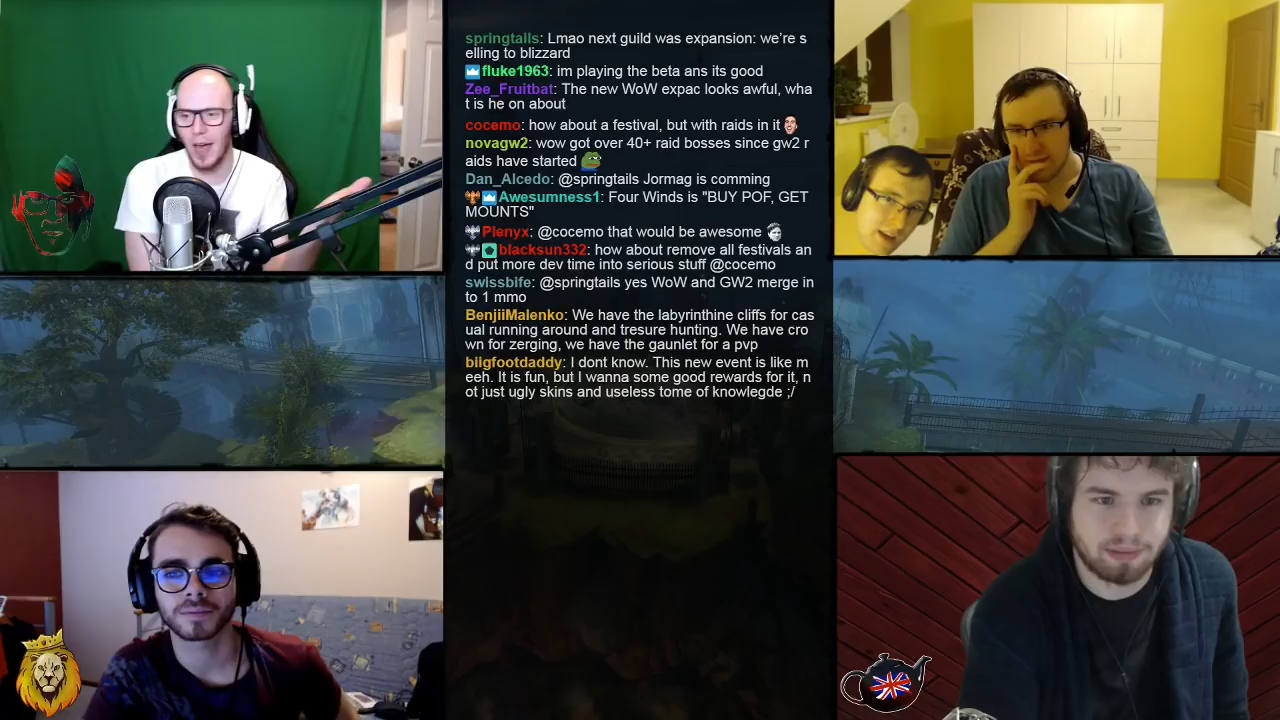 springtails: Lmao next guild was expansion: we're s
elling to blizzard
fluke1963: im playing the beta ans its good
Zee_Fruitbat: The new WoW expac looks awful, wha
t is he on about
cocemo: how about a festival, but with raids in it
novagw2: wow got over 40+ raid bosses since gw2 r
aids have started
Dan_Alcedo: @springtails Jormag is comming
Awesumness1: Four Winds is "BUY POF, GET
MOUNTS"
Plenyx: @cocemo that would be awesome
blacksun332: how about remove all festivals an
d put more dev time into serious stuff @cocemo
swissbife: @springtails yes WoW and GW2 merge in
to 1 mmo
BenjiiMalenko: We have the labyrinthine cliffs for cas
ual running around and tresure hunting. We have cro
wn for zerging, we have the gaunlet for a pvp
biigfootdaddy: I dont know. This new event is like m
eeh. It is fun, but I wanna some good rewards for it, n
ot just ugly skins and useless tome of knowlegde ;/